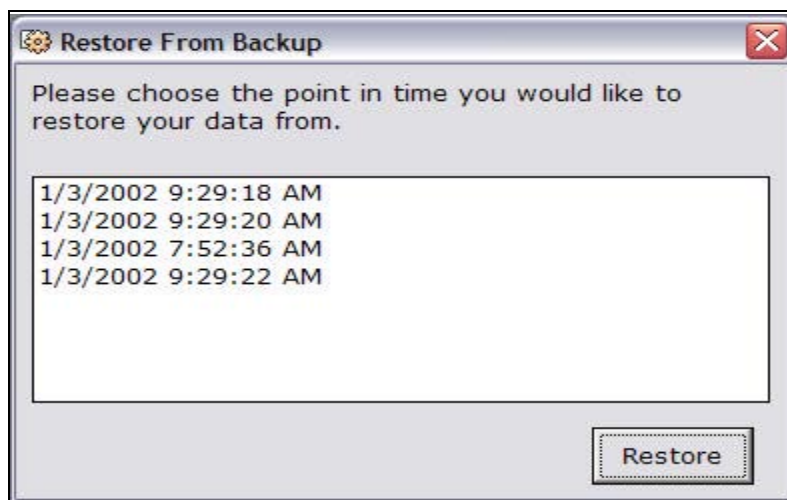 Restore From Backup
Please choose the point in time you would like to
restore your data from.
1/3/2002 9:29:18 AM
1/3/2002 9:29:20 AM
1/3/2002 7:52:36 AM
1/3/2002 9:29:22 AM
Restore